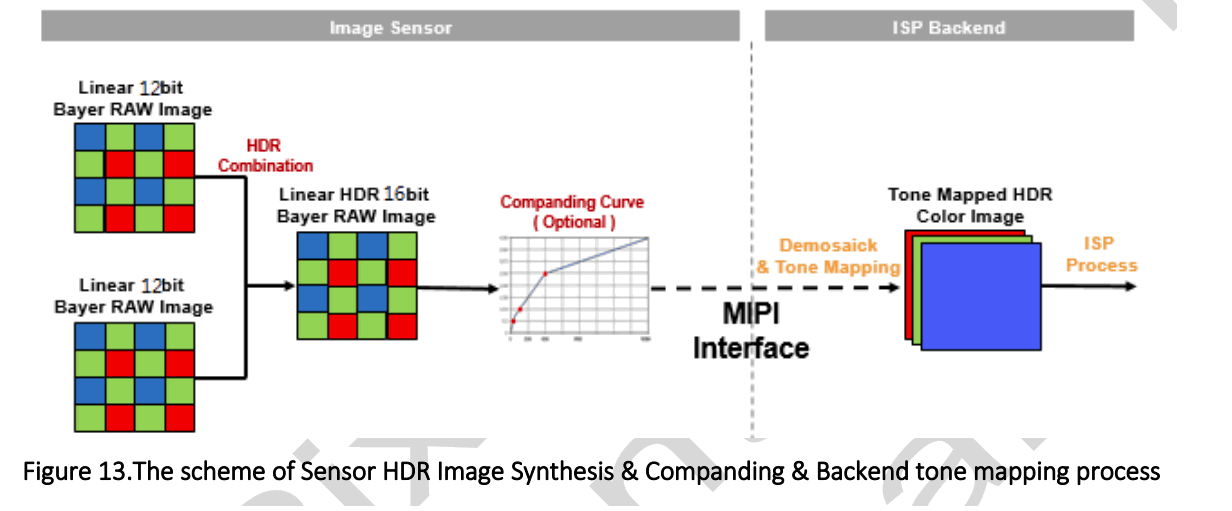 Image Sensor
ISP Backend
Linear 12bit
Bayer RAW Image
HDR
Combination
Linear HDR 16bit
Bayer RAW Image
Companding Curve
( Optional )
Linear 12bit
Bayer RAW Image
Demosaick
& Tone Mapping
MIPI
Interface
Tone Mapped HDR
Color Image
ISP
Process
Figure 13.The scheme of Sensor HDR Image Synthesis & Companding & Backend tone mapping process